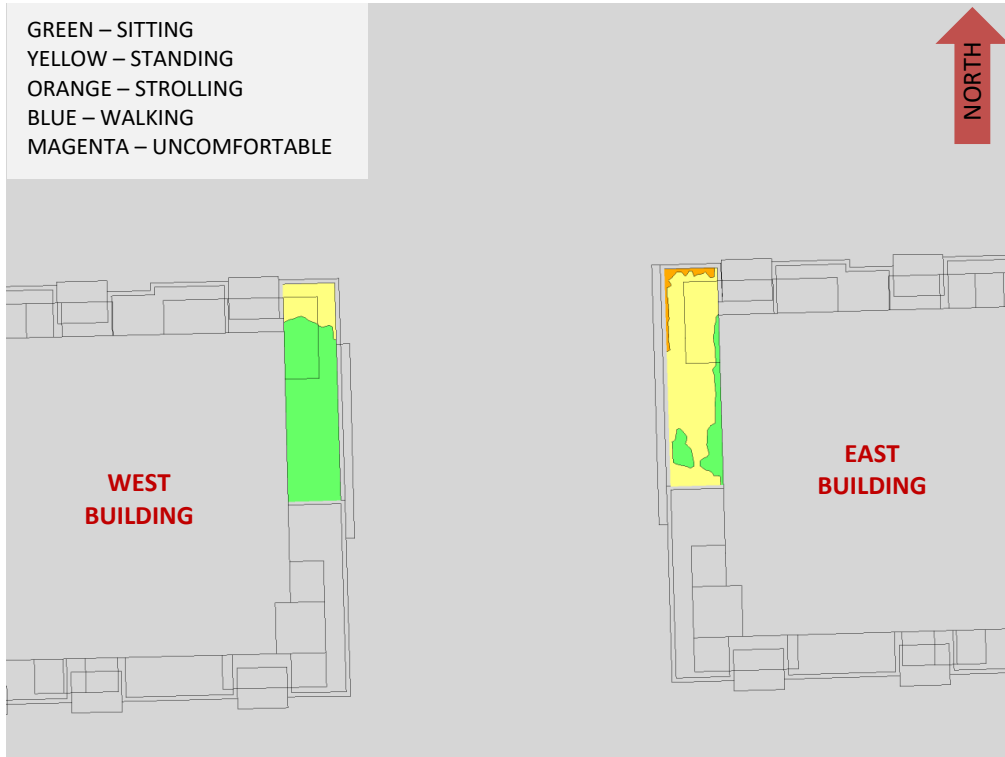 GREEN – SITTING
YELLOW – STANDING
ORANGE – STROLLING
BLUE – WALKING
MAGENTA – UNCOMFORTABLE
NORTH
WEST
BUILDING
EAST
BUILDING